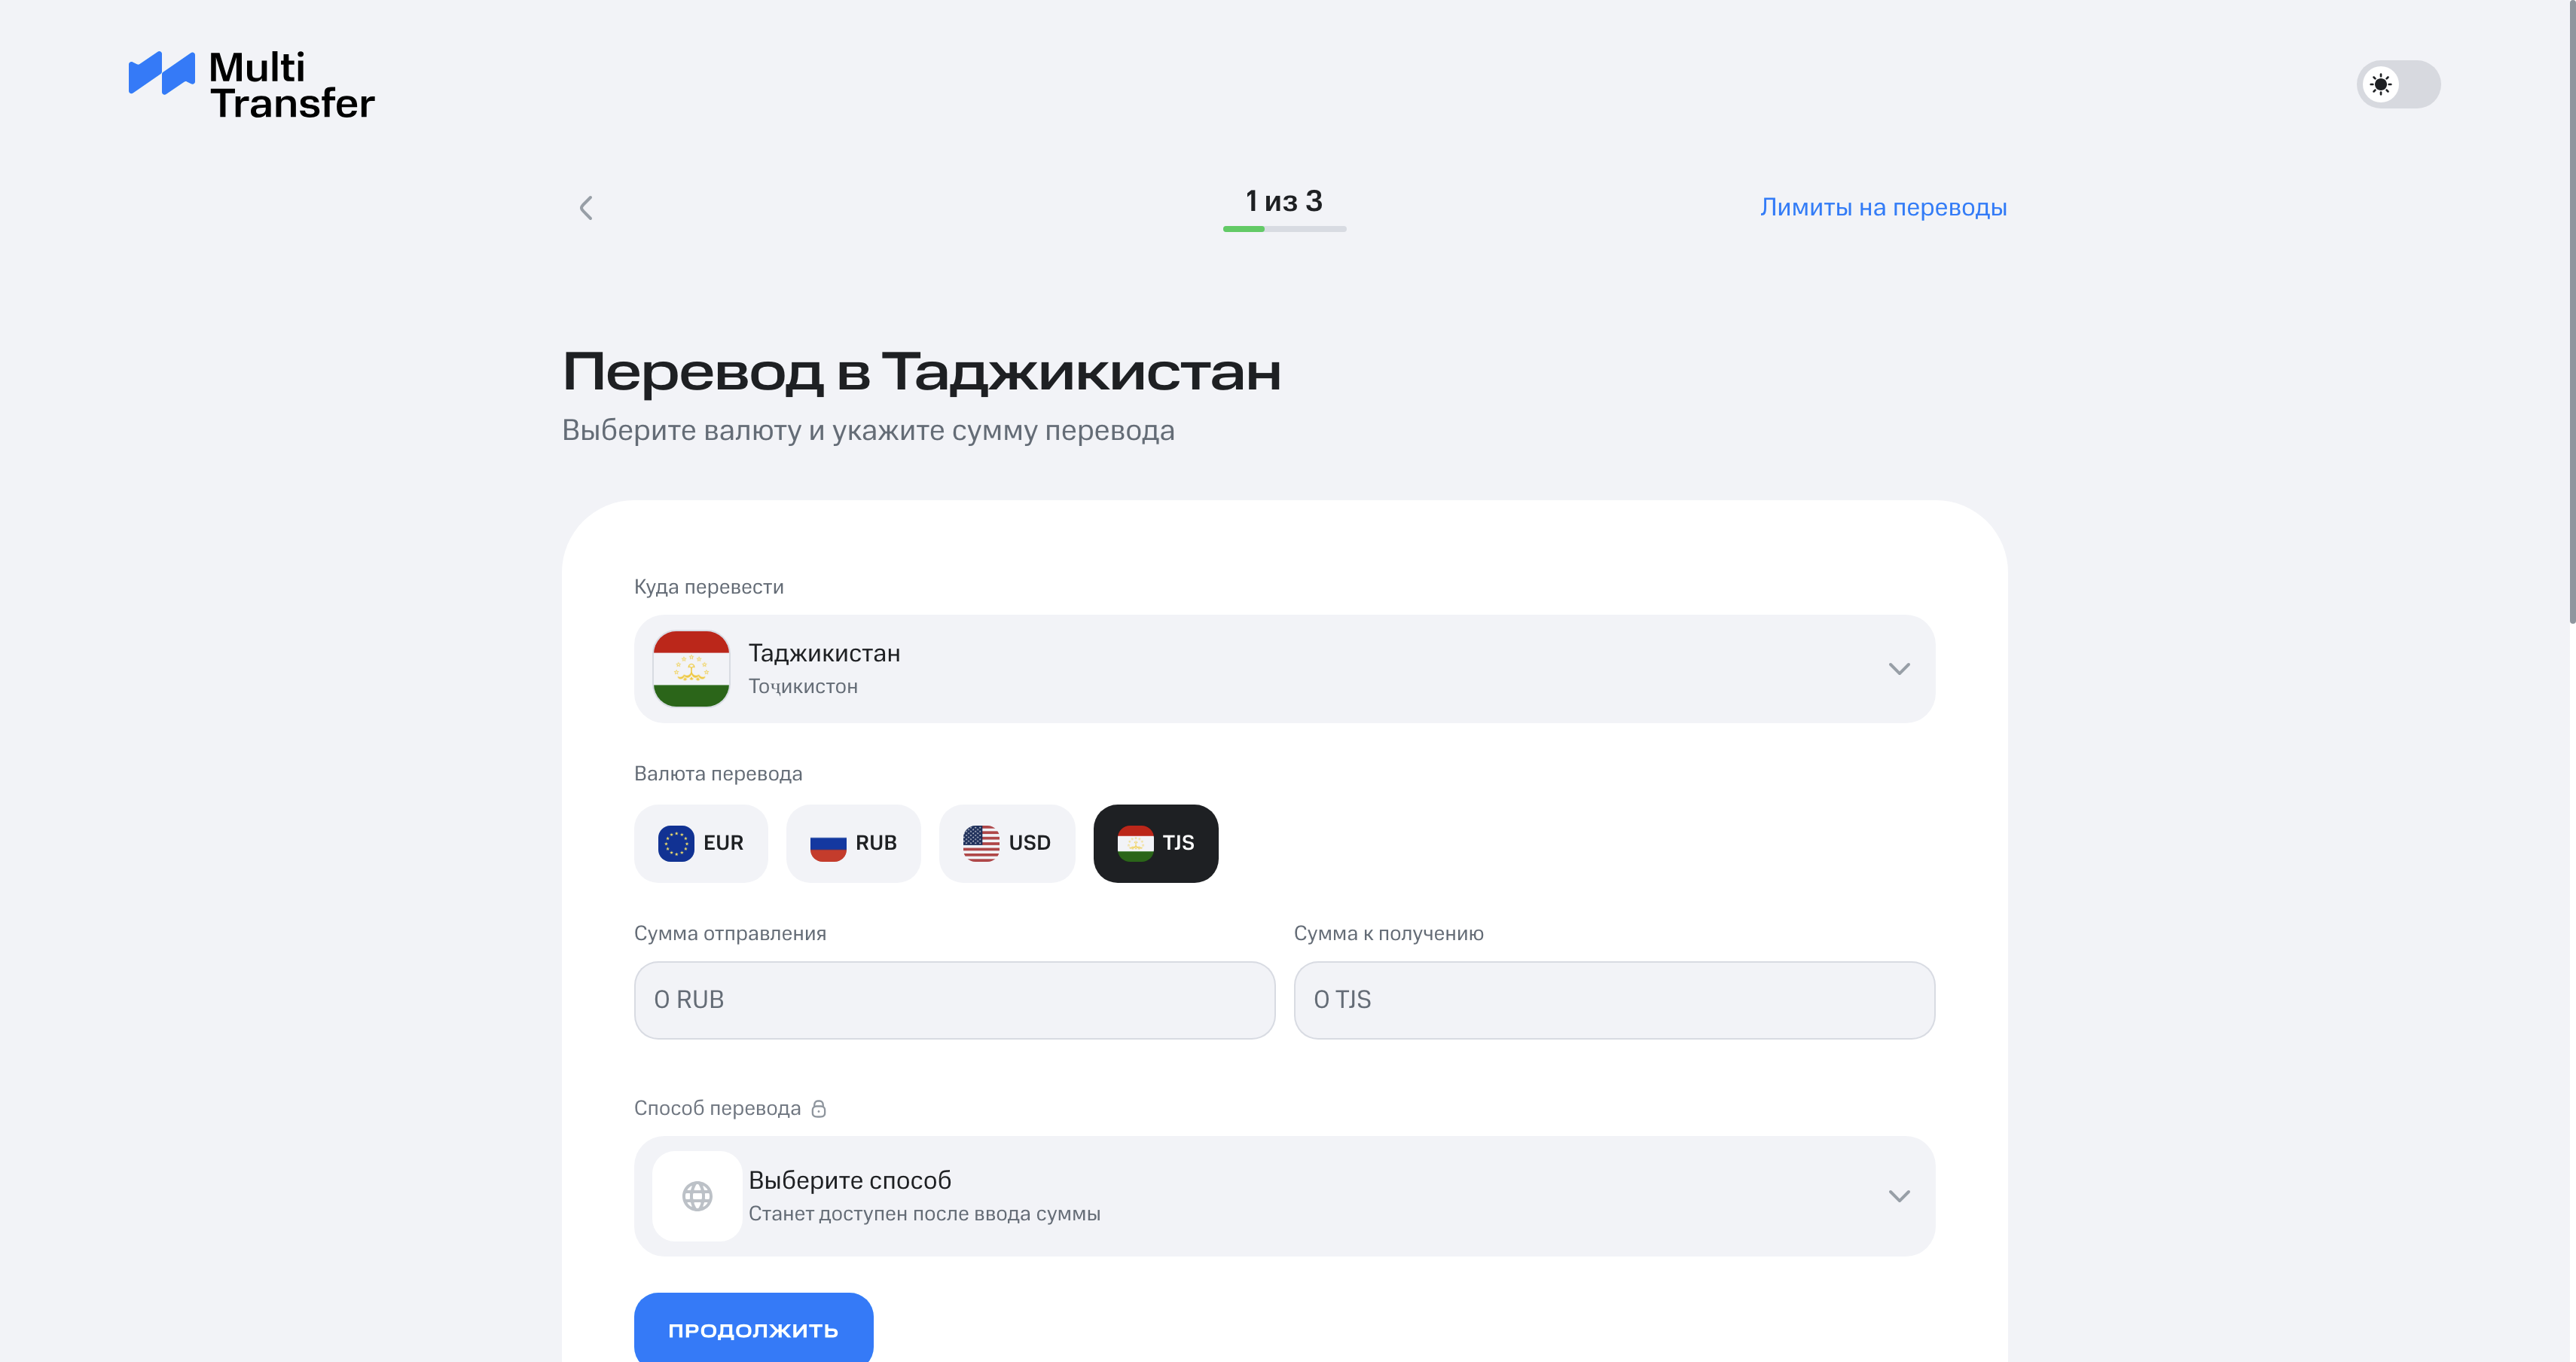 Multi
Transfer
1 из 3
Лимиты на переводы
Перевод в Таджикистан
Выберите валюту и укажите сумму перевода
Куда перевести
Таджикистан
Тоҷикистон
Валюта перевода
EUR RUB USD TJS
Сумма отправления Сумма к получению
0 RUB 0 TJS
Способ перевода
Выберите способ
Станет доступен после ввода суммы
ПРОДОЛЖИТЬ